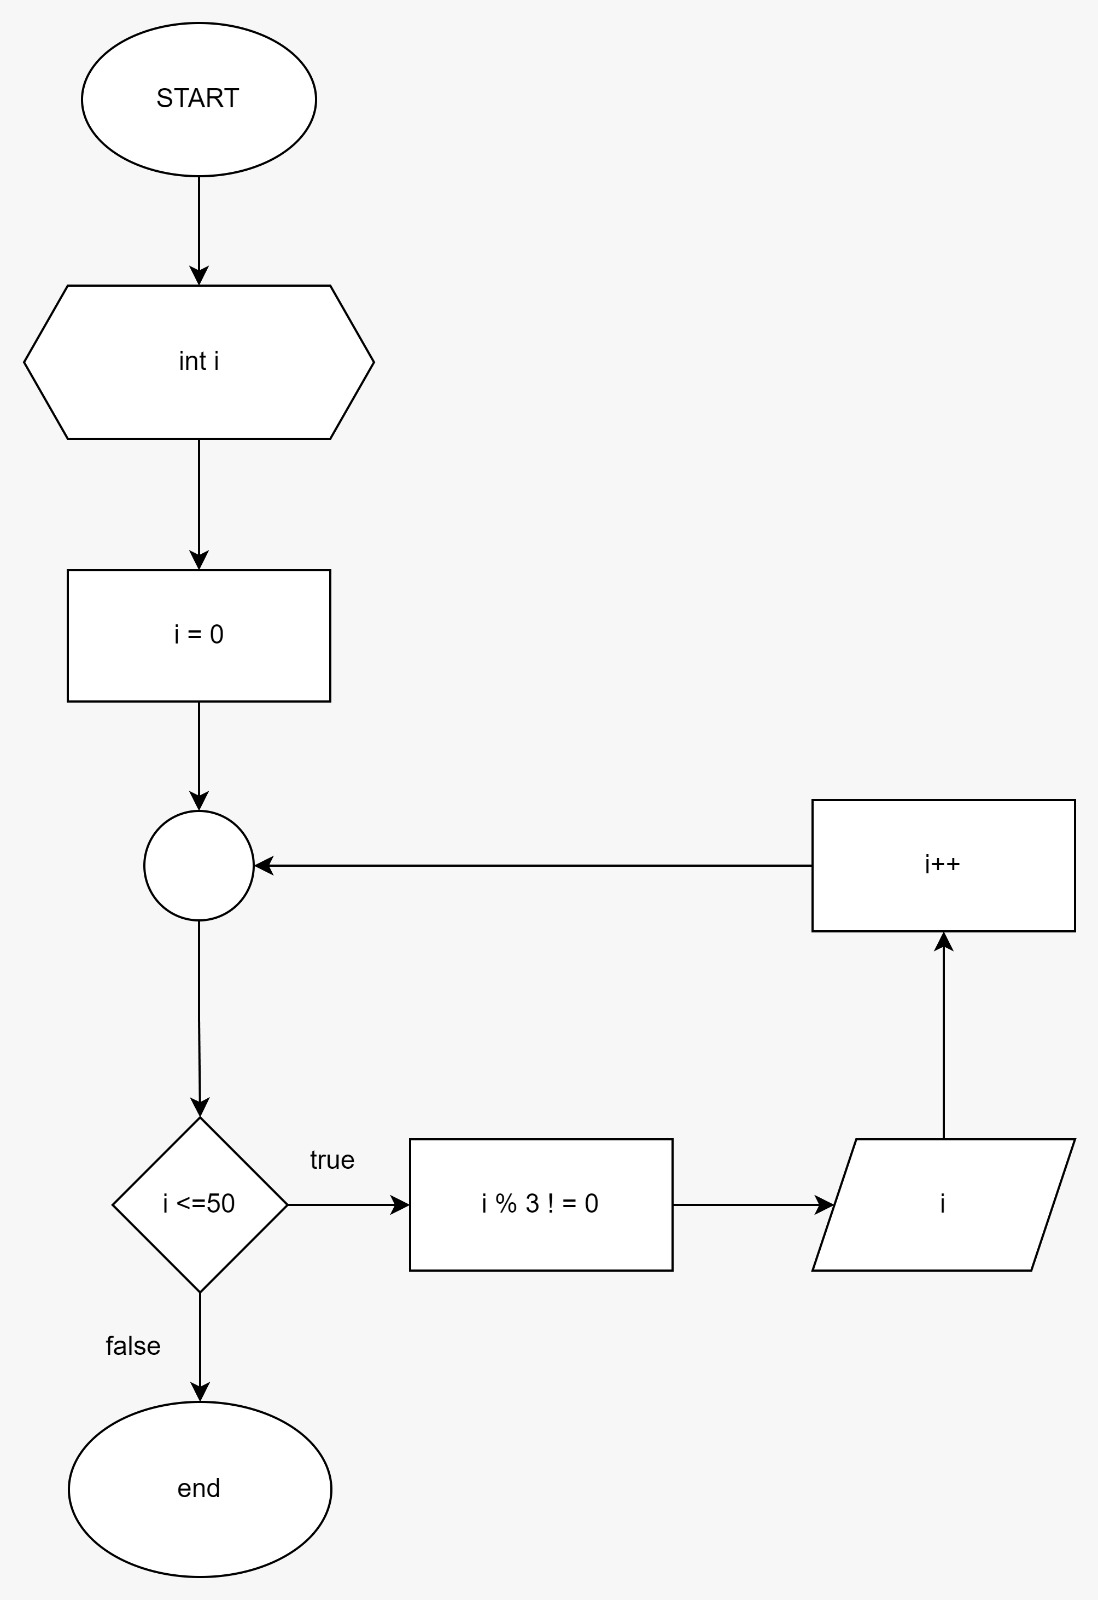 START
int i
i = 0
i++
true
i <=50
i % 3 ! = 0
i
false
end